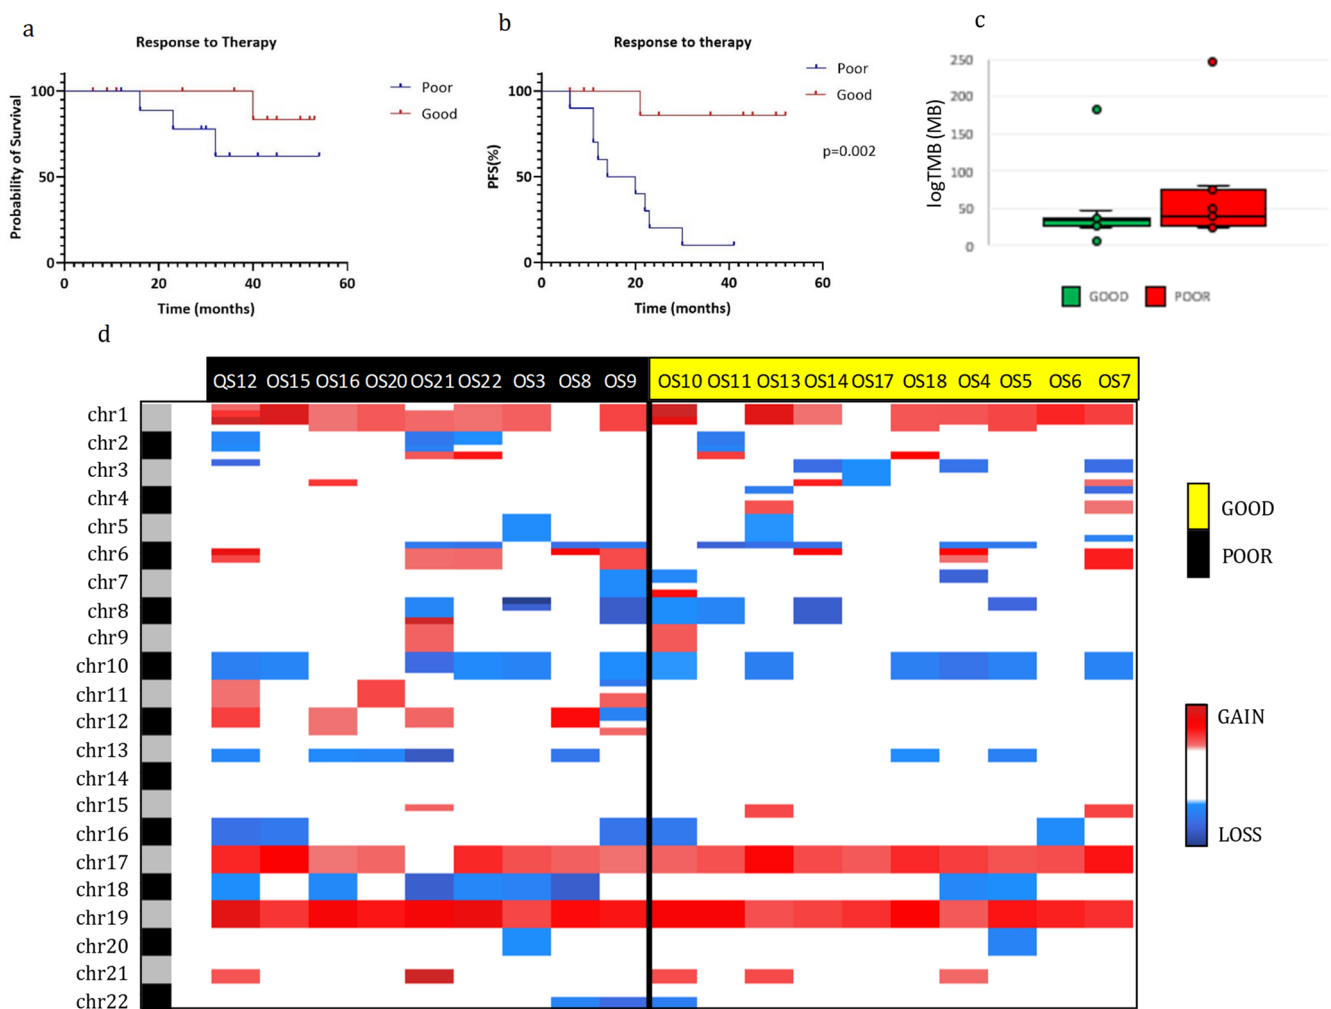 a
Response to Therapy
Probability of Survival
100
50
0
0 20 40 60
Time (months)
Poor
Good
b
Response to therapy
PFS(%)
100
50
0
0 20 40 60
Time (months)
Poor
Good
p=0.002
c
logTMB (MB)
250
200
150
100
50
0
GOOD POOR
d
QS12 OS15 OS16 OS20 OS21 OS22 OS3 OS8 OS9 OS10 OS11 OS13 OS14 OS17 OS18 OS4 OS5 OS6 OS7
chr1
chr2
chr3
chr4
chr5
chr6
chr7
chr8
chr9
chr10
chr11
chr12
chr13
chr14
chr15
chr16
chr17
chr18
chr19
chr20
chr21
chr22
GOOD
POOR
GAIN
LOSS